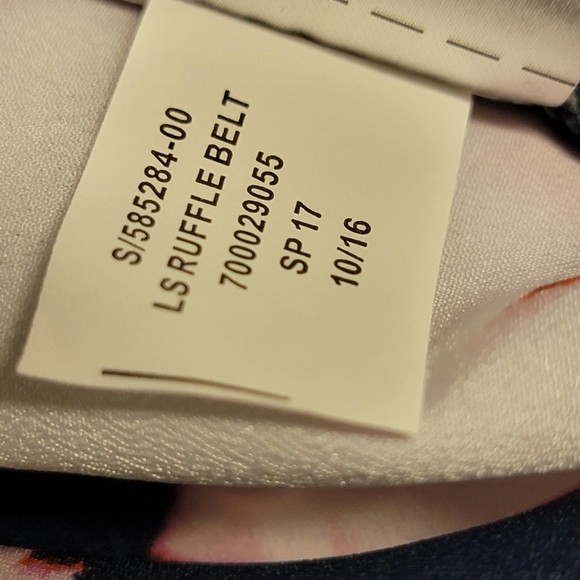 S/585284-00
LS RUFFLE BELT
700029055
SP 17
10/16